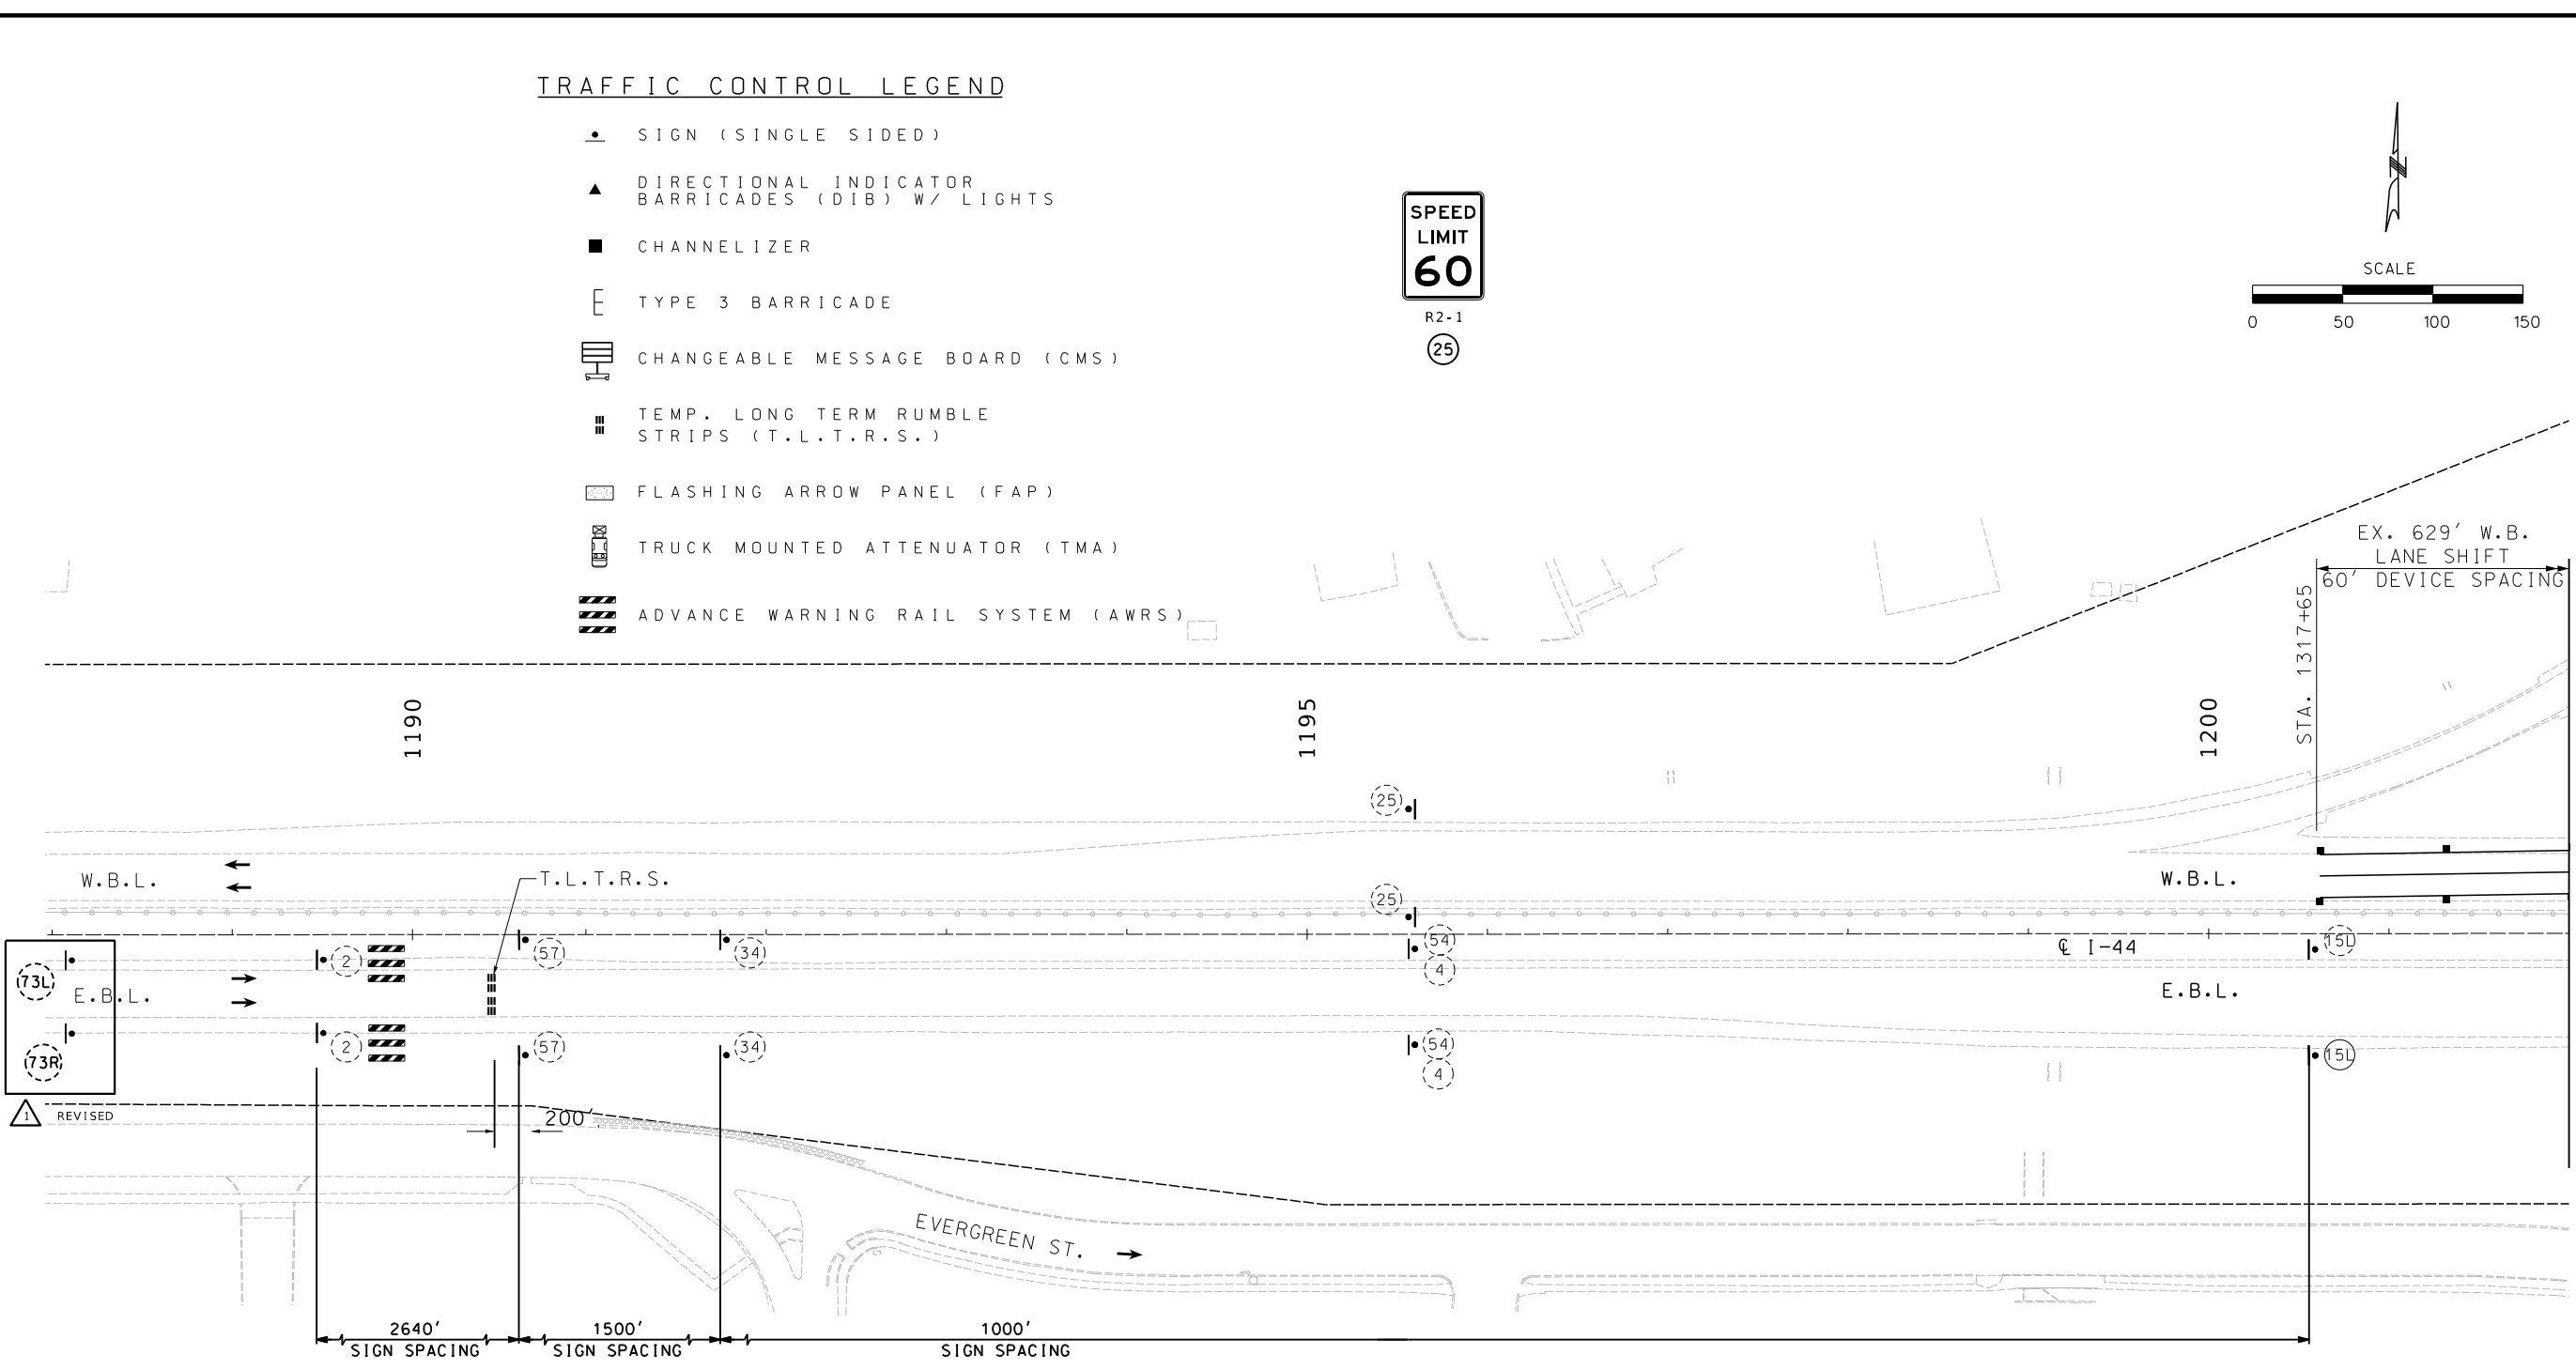 TRAFFIC CONTROL LEGEND
SIGN (SINGLE SIDED)
DIRECTIONAL INDICATOR
BARRICADES (DIB) W/ LIGHTS
CHANNELIZER
TYPE 3 BARRICADE
CHANGEABLE MESSAGE BOARD (CMS)
TEMP. LONG TERM RUMBLE
STRIPS (T.L.T.R.S.)
FLASHING ARROW PANEL (FAP)
TRUCK MOUNTED ATTENUATOR (TMA)
ADVANCE WARNING RAIL SYSTEM (AWRS)
SPEED
LIMIT
60
R2-1
25
N
SCALE
0 50 100 150
EX. 629' W.B.
LANE SHIFT
60' DEVICE SPACING
STA. 1317+65
1190
1195
1200
25
W.B.L.
T.L.T.R.S.
25
W.B.L.
73L
E.B.L.
2
57
34
54
4
℄ I-44
15L
E.B.L.
73R
2
57
34
54
4
15L
1
REVISED
200'
EVERGREEN ST.
2640'
SIGN SPACING
1500'
SIGN SPACING
1000'
SIGN SPACING